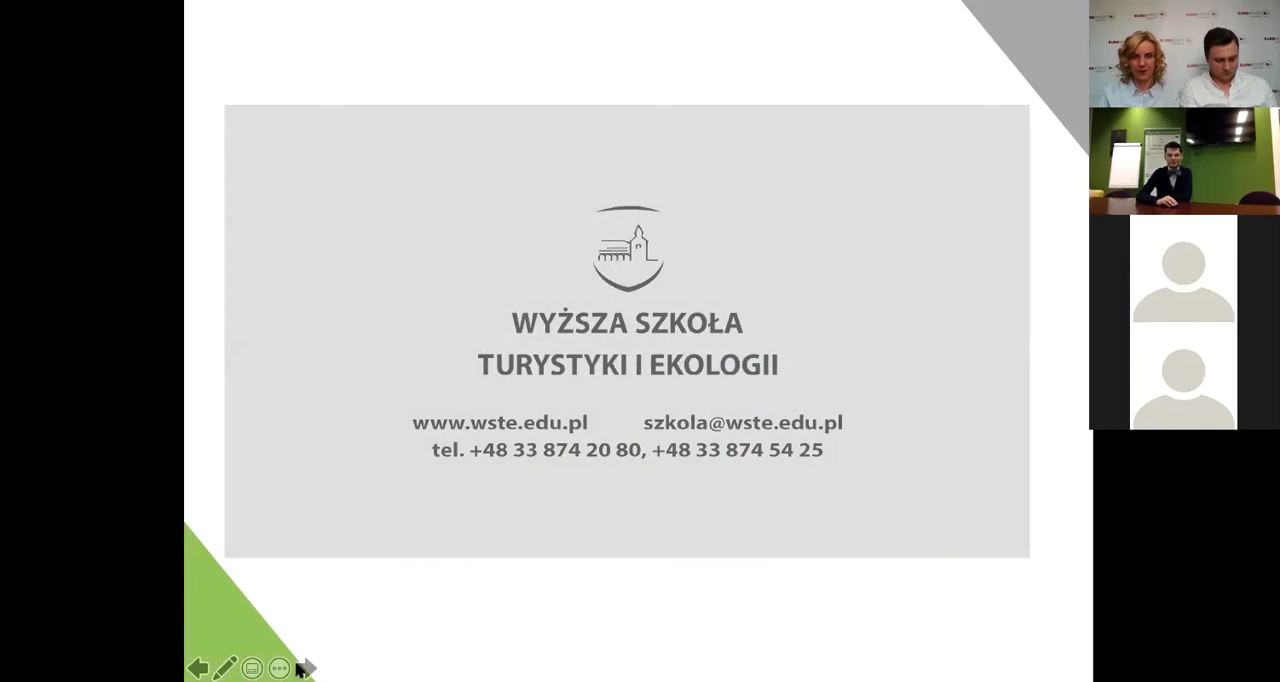 WYŻSZA SZKOŁA
TURYSTYKI I EKOLOGII
www.wste.edu.pl szkola@wste.edu.pl
tel. +48 33 874 20 80, +48 33 874 54 25